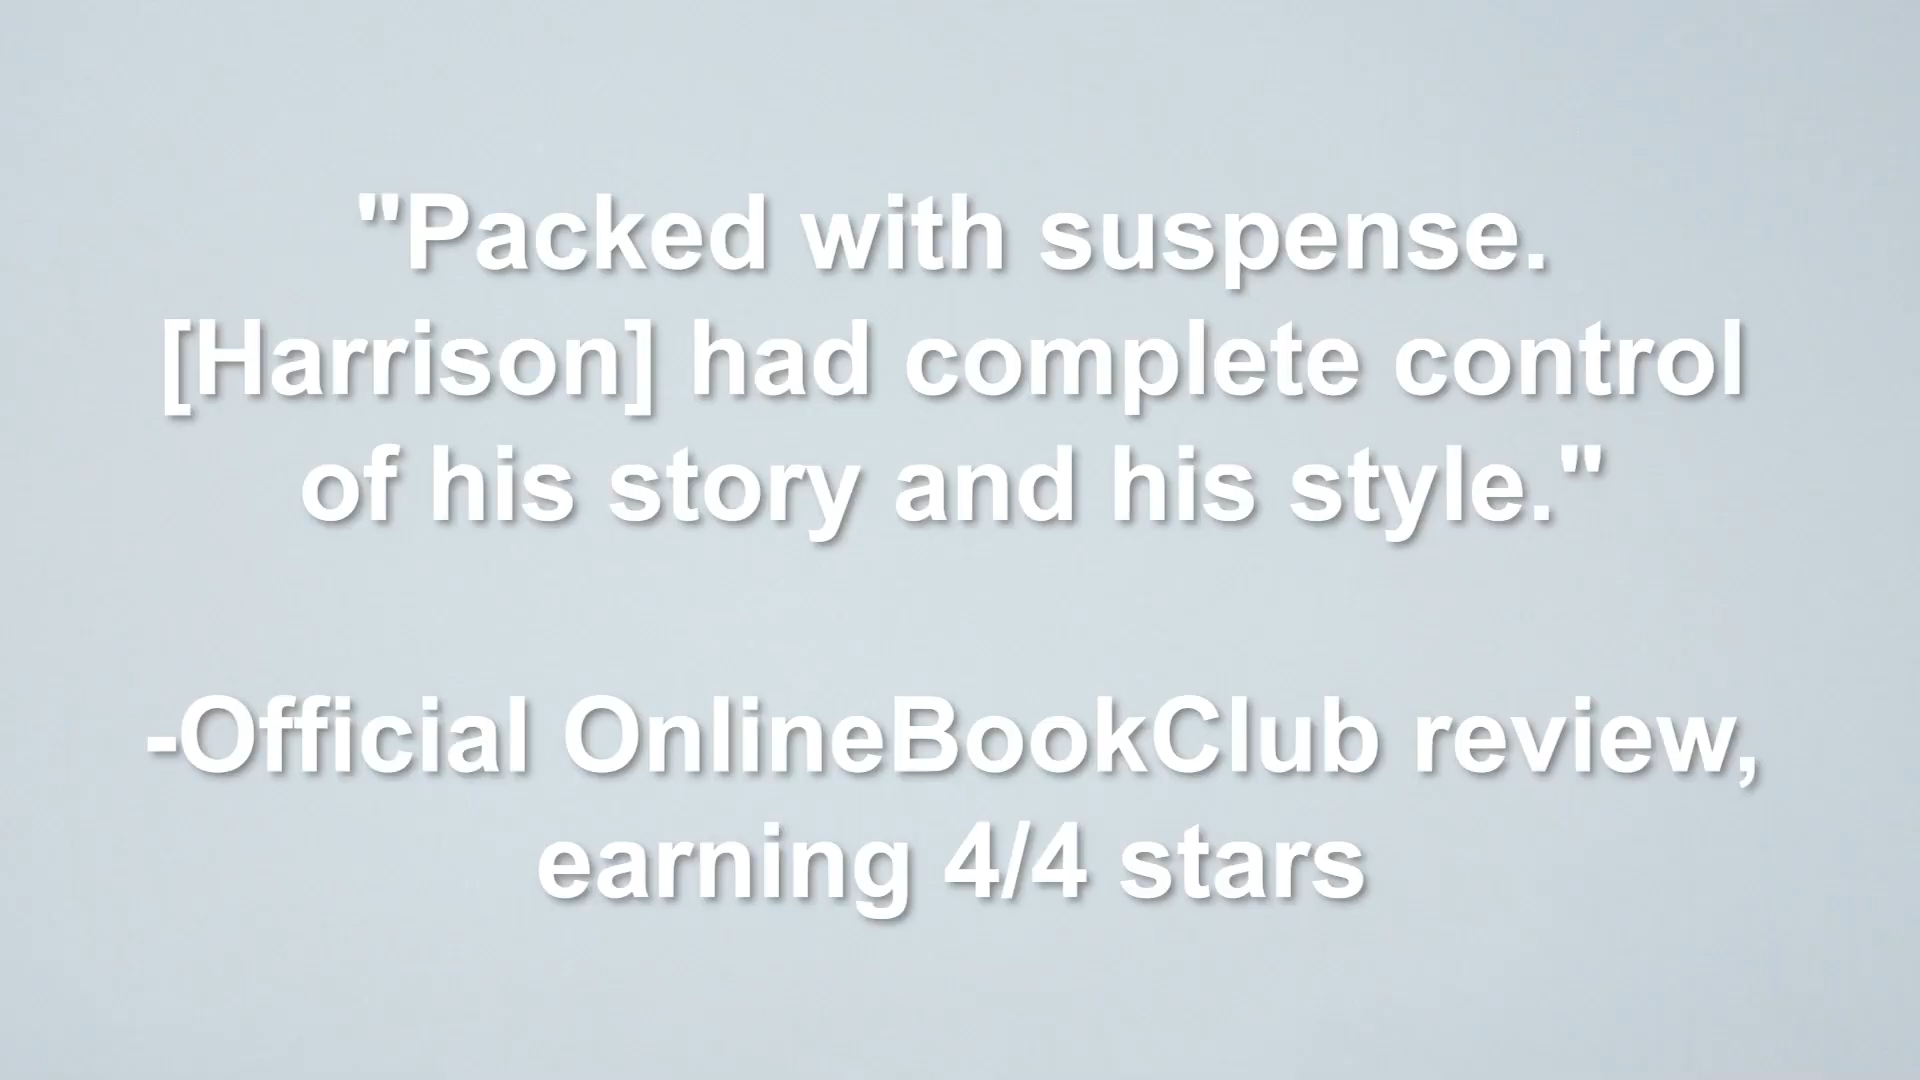 "Packed with suspense.
[Harrison] had complete control
of his story and his style."
-Official OnlineBookClub review,
earning 4/4 stars